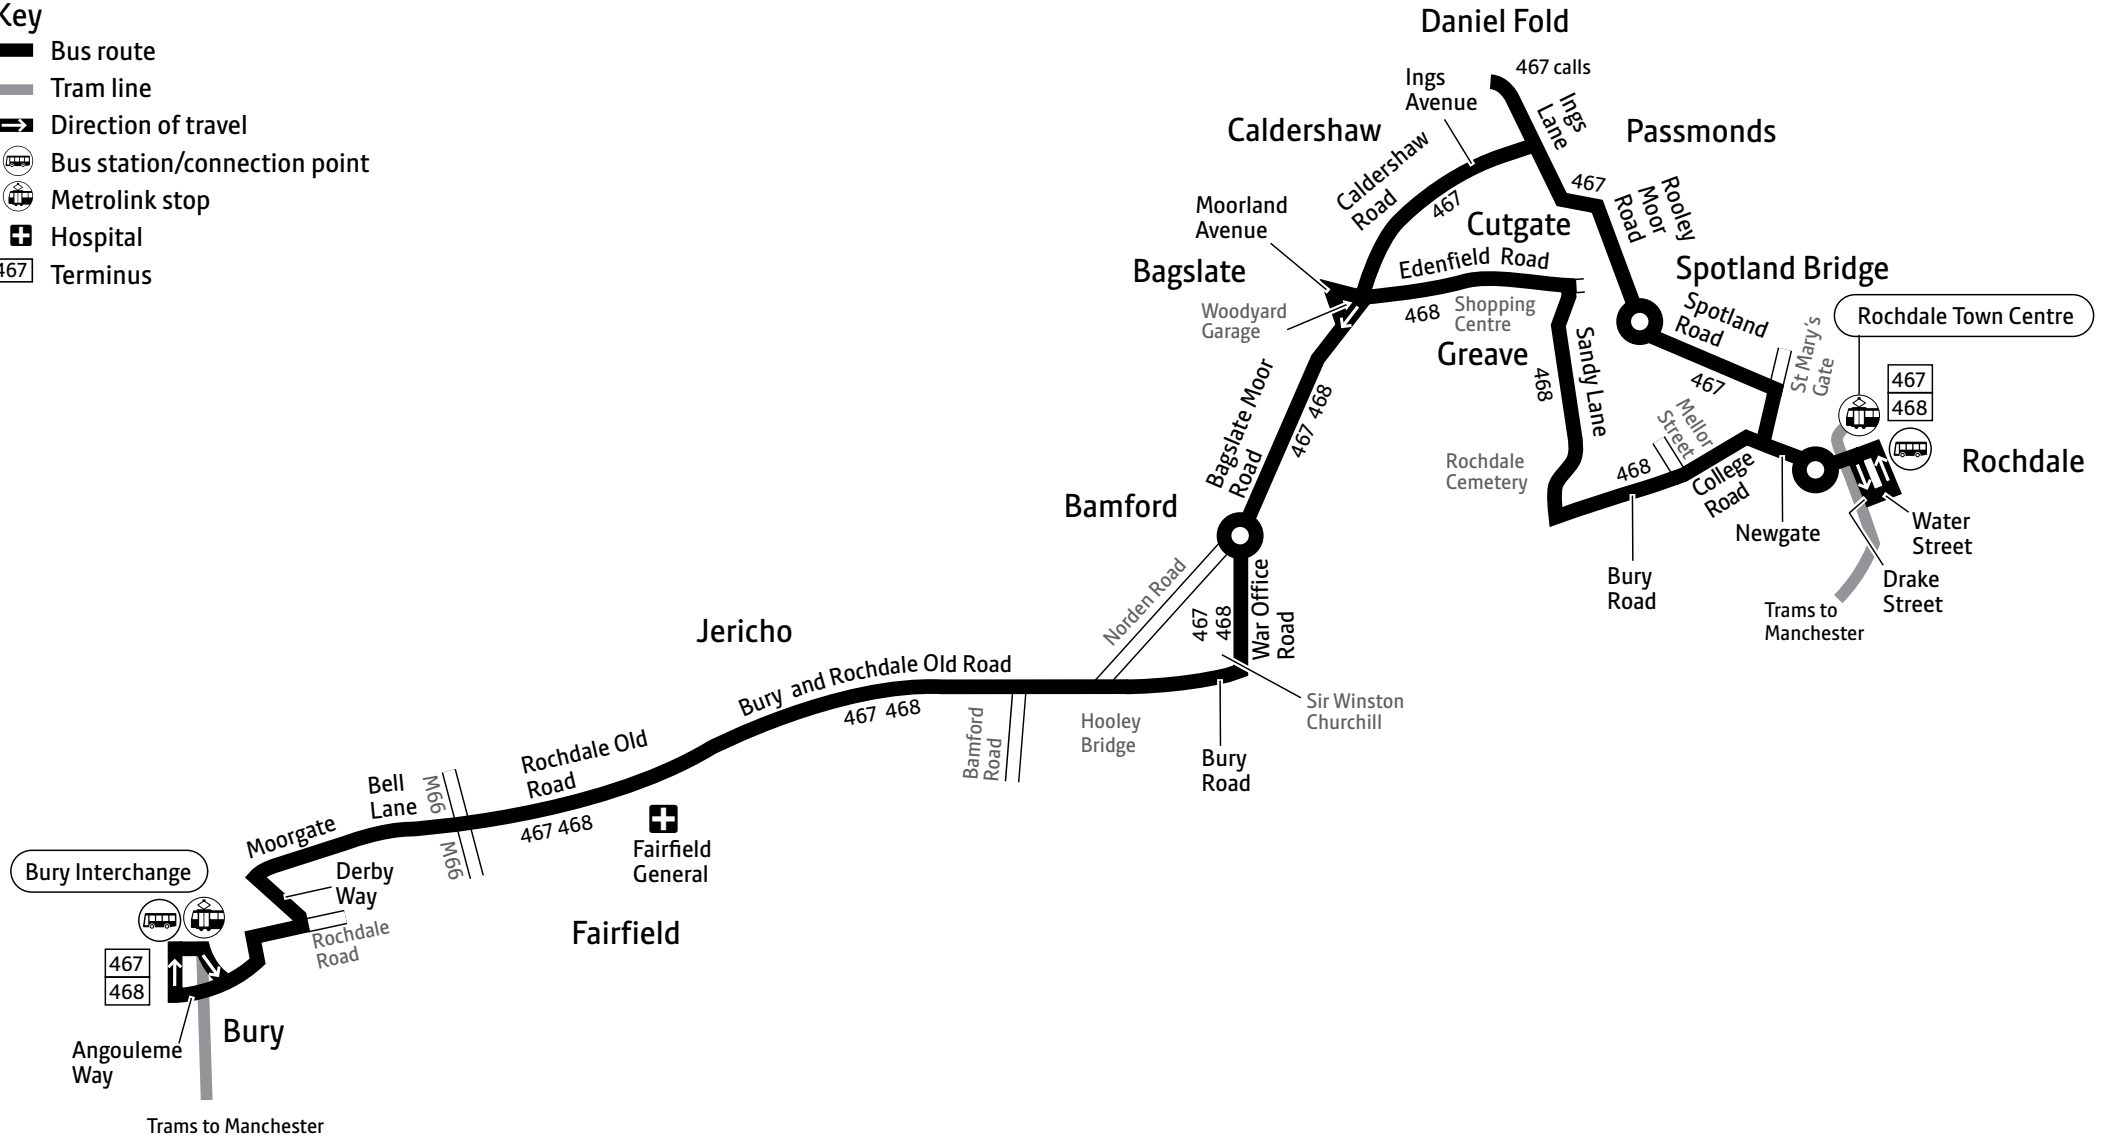 Key
Bus route
Tram line
Direction of travel
Bus station/connection point
Metrolink stop
Hospital
467
Terminus
Daniel Fold
467 calls
Ings
Avenue
Ings
Lane
Caldershaw
Passmonds
Caldershaw
Road
467
467
Rooley
Moor
Road
Moorland
Avenue
Cutgate
Bagslate
Edenfield Road
Spotland Bridge
Woodyard
Garage
468
Shopping
Centre
Spotland
Road
St Mary's
Gate
Rochdale Town Centre
Greave
Sandy Lane
468
467
467
468
Bagslate Moor
Road
467 468
Mellor
Street
Rochdale
Cemetery
468
College
Road
Rochdale
Bamford
Newgate
Water
Street
Bury
Road
Drake
Street
Trams to
Manchester
Norden Road
467
468
War Office
Road
Jericho
Bury and Rochdale Old Road
467 468
Bamford
Road
Hooley
Bridge
Sir Winston
Churchill
Bury
Road
Rochdale Old
Road
Bell
Lane
M66
M66
467 468
Moorgate
Fairfield
General
Derby
Way
Bury Interchange
Rochdale
Road
Fairfield
467
468
Bury
Angouleme
Way
Trams to Manchester